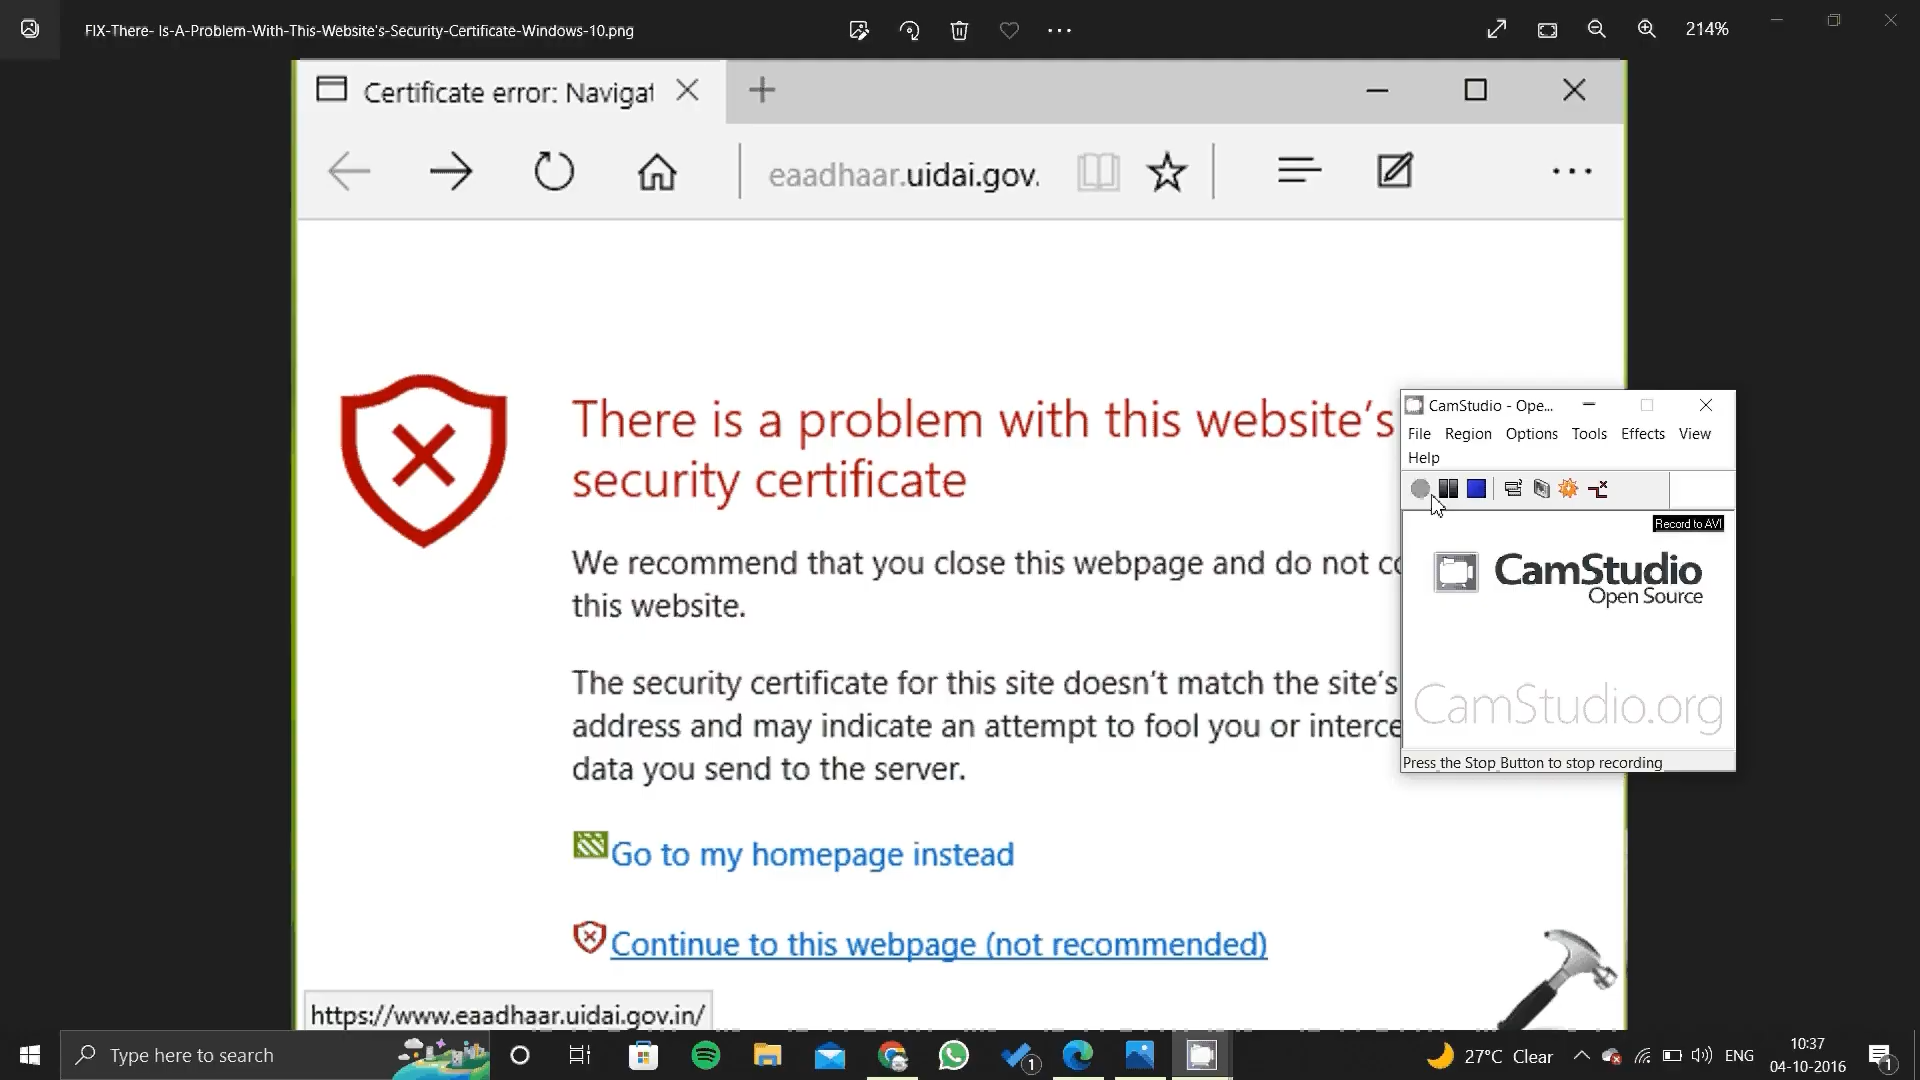 FIX-There- Is-A-Problem-With-This-Website's-Security-Certificate-Windows-10.png
214%
Certificate error: Navigat
eaadhaar.uidai.gov.
There is a problem with this website's
security certificate
We recommend that you close this webpage and do not co
this website.
The security certificate for this site doesn't match the site's
address and may indicate an attempt to fool you or interce
data you send to the server.
Go to my homepage instead
Continue to this webpage (not recommended)
https://www.eaadhaar.uidai.gov.in/
CamStudio - Ope...
File Region Options Tools Effects View
Help
Record to AVI
CamStudio
Open Source
CamStudio.org
Press the Stop Button to stop recording
Type here to search
1
27°C Clear
ENG
10:37
04-10-2016
1